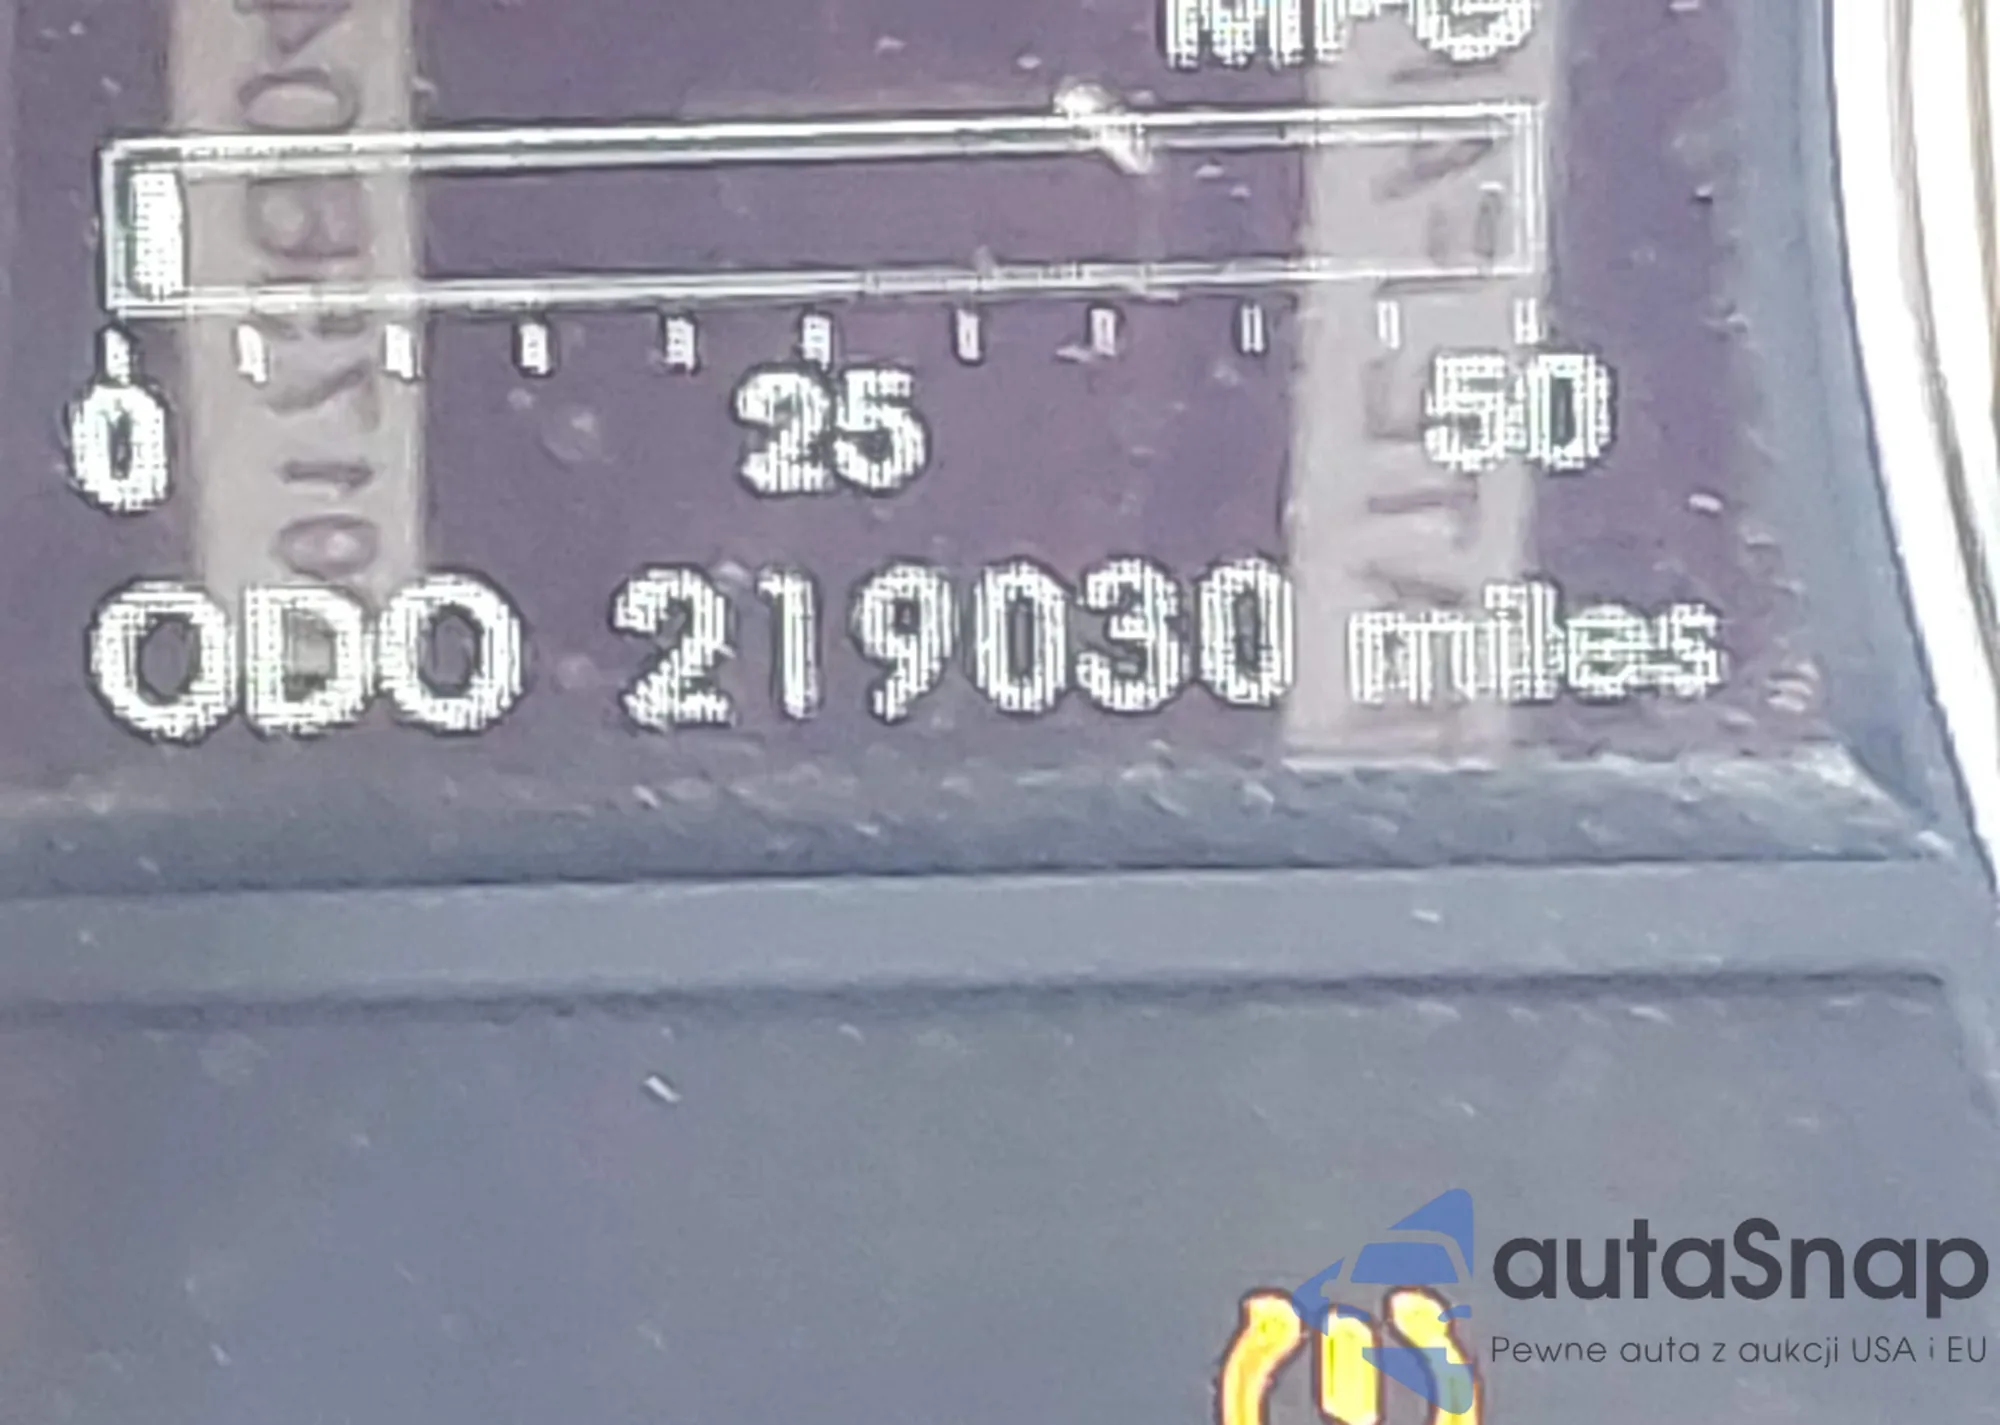 MPG
0 25 50
ODO 219030 miles
autaSnap
Pewne auta z aukcji USA i EU